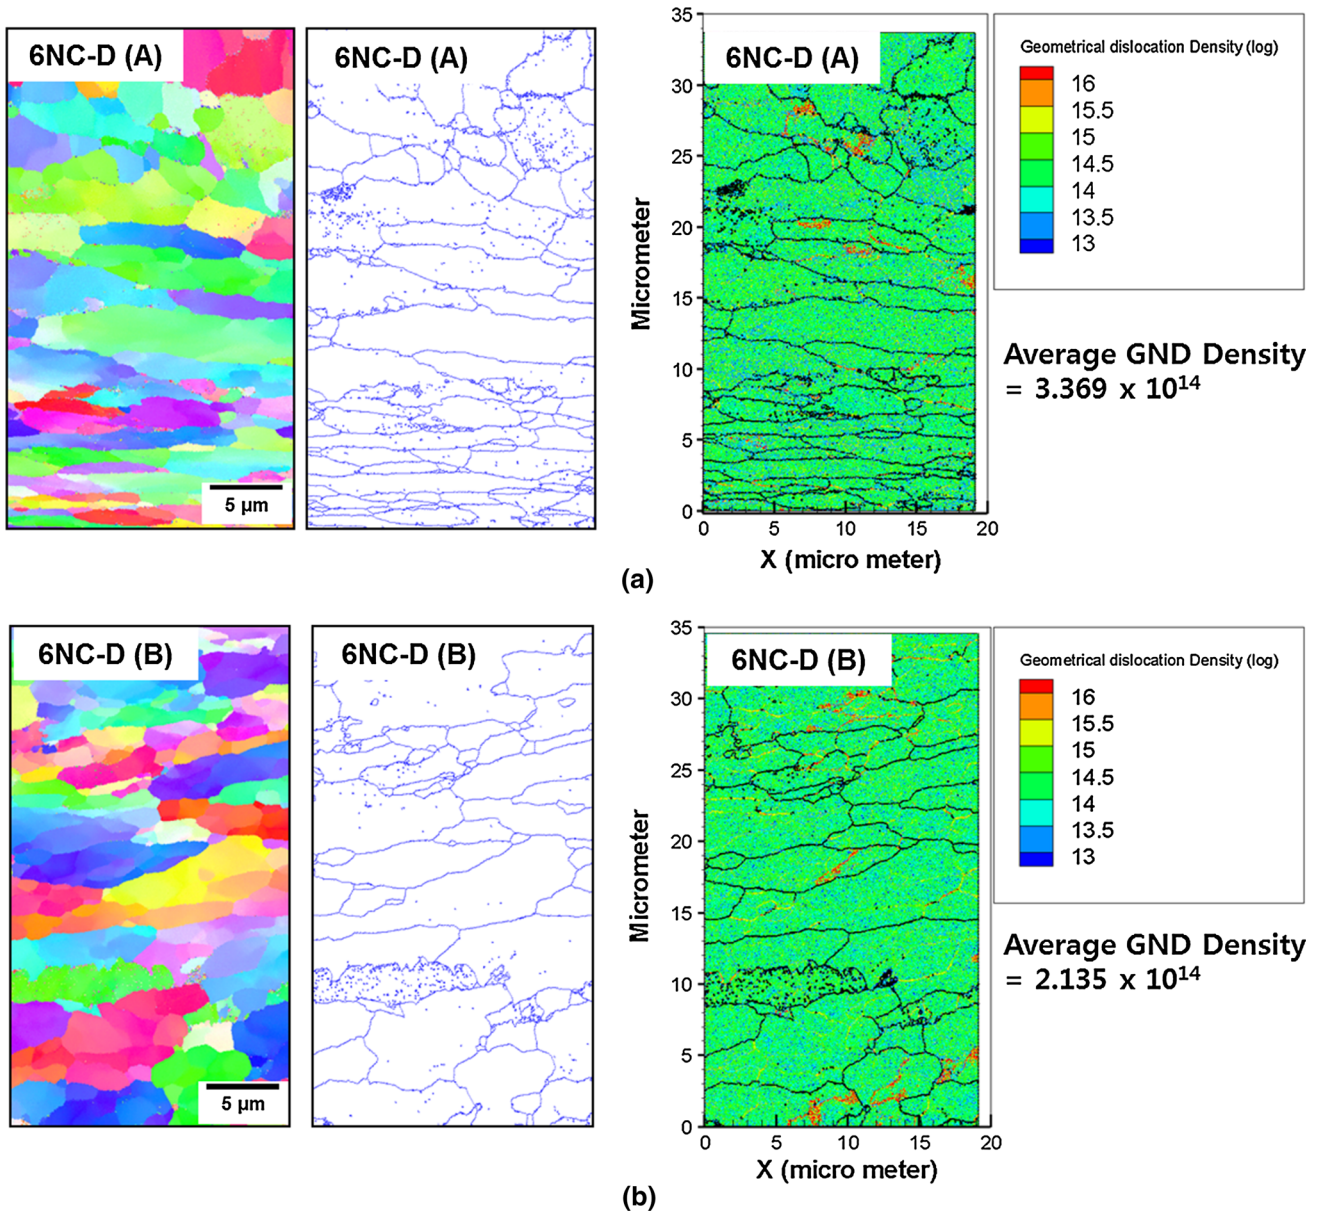 6NC-D (A)
6NC-D (A)
5 µm
35
30
25
20
15
10
5
0
Micrometer
6NC-D (A)
0 5 10 15 20
X (micro meter)
Geometrical dislocation Density (log)
16
15.5
15
14.5
14
13.5
13
Average GND Density
= 3.369 x 10¹⁴
(a)
6NC-D (B)
6NC-D (B)
5 µm
35
30
25
20
15
10
5
0
Micrometer
6NC-D (B)
0 5 10 15 20
X (micro meter)
Geometrical dislocation Density (log)
16
15.5
15
14.5
14
13.5
13
Average GND Density
= 2.135 x 10¹⁴
(b)